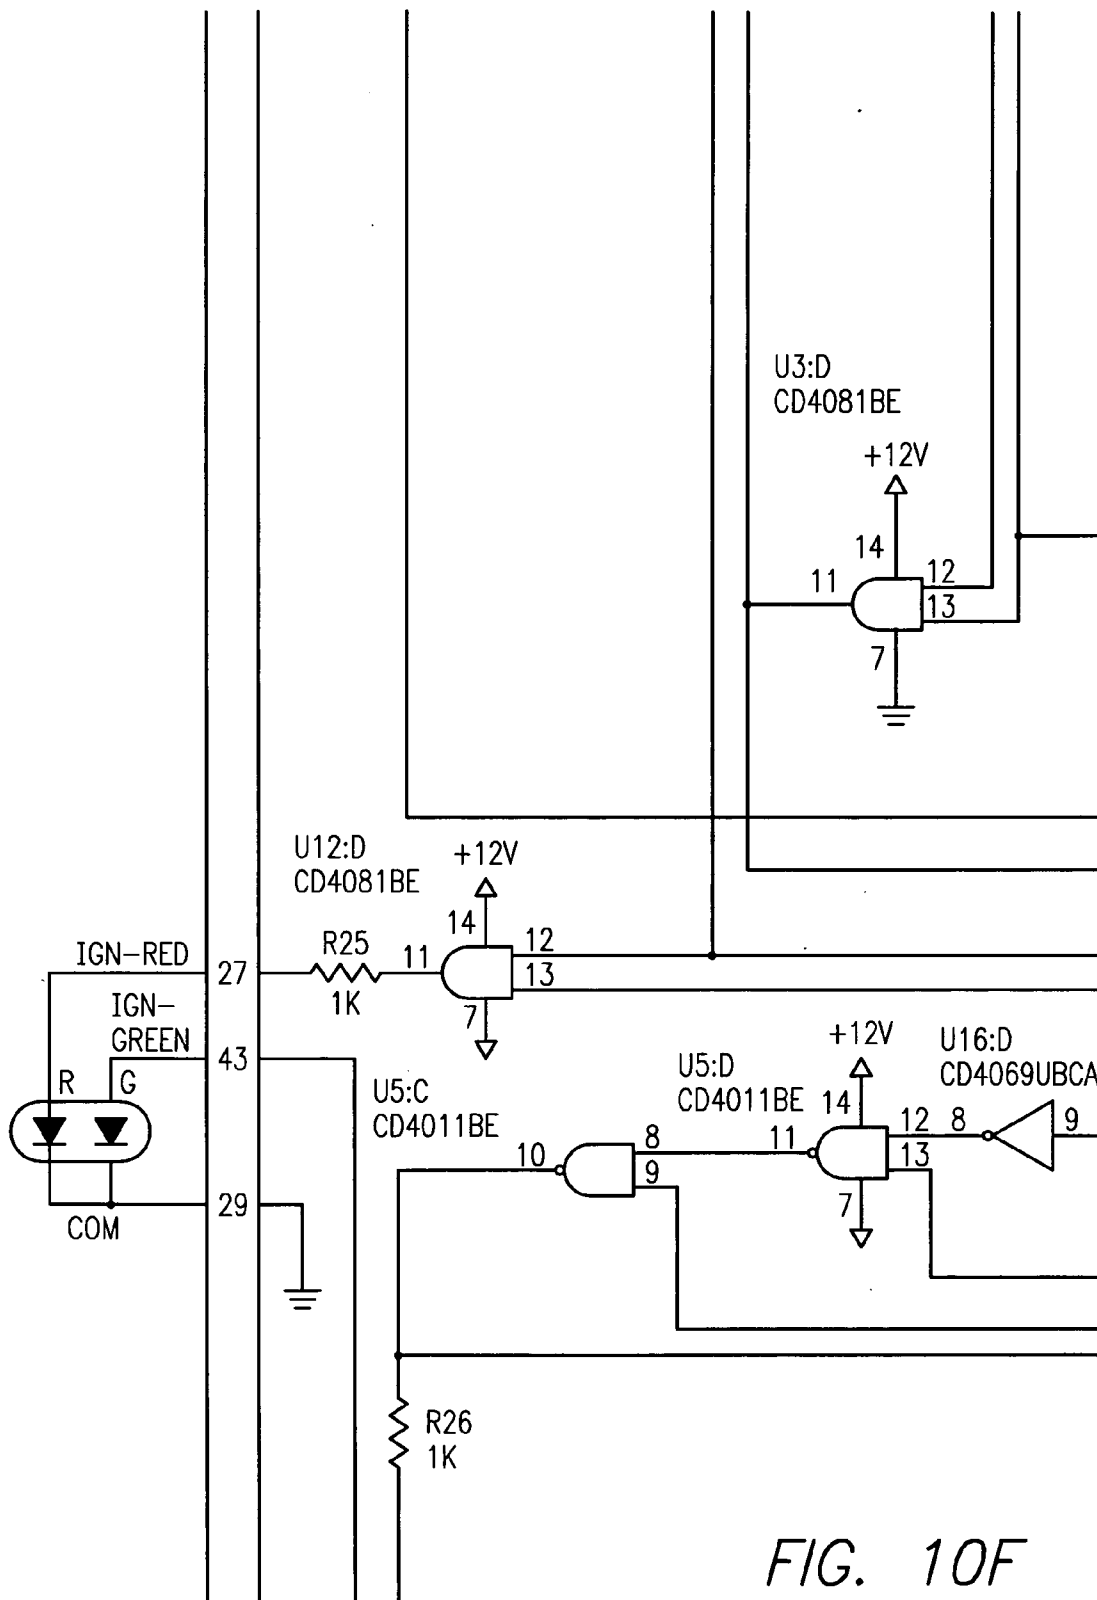 U3:D
CD4081BE
+12V
14
11
12
13
7
U12:D
CD4081BE
+12V
14
IGN-RED
27
R25
1K
11
12
13
7
IGN-
GREEN
43
R
G
COM
29
U5:C
CD4011BE
10
8
9
U5:D
CD4011BE
+12V
14
11
12
13
7
U16:D
CD4069UBCA
8
9
R26
1K
FIG. 10F